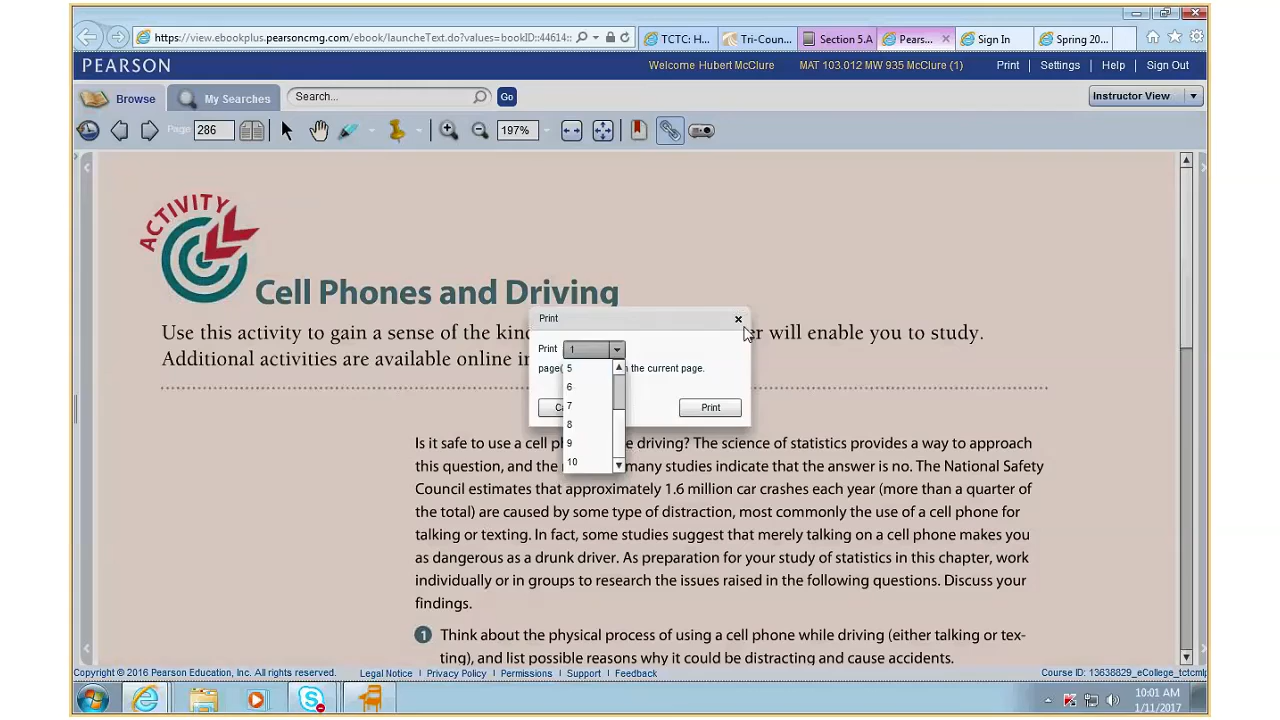 https://view.ebookplus.pearsoncmg.com/ebook/launcheText.do?values=bookID::44614::
TCTC: H...
Tri-Coun...
Section 5.A
Pears...
Sign In
Spring 20...
PEARSON
Welcome Hubert McClure
MAT 103.012 MW 935 McClure (1)
Print
Settings
Help
Sign Out
Browse
My Searches
Search...
Go
Instructor View
Page
286
197%
ACTIVITY
Cell Phones and Driving
Use this activity to gain a sense of the kin
er will enable you to study.
Additional activities are available online in
Print
Print
1
page(
the current page.
5
6
7
8
9
10
Ca
Print
Is it safe to use a cell ph
e driving? The science of statistics provides a way to approach
this question, and the
many studies indicate that the answer is no. The National Safety
Council estimates that approximately 1.6 million car crashes each year (more than a quarter of
the total) are caused by some type of distraction, most commonly the use of a cell phone for
talking or texting. In fact, some studies suggest that merely talking on a cell phone makes you
as dangerous as a drunk driver. As preparation for your study of statistics in this chapter, work
individually or in groups to research the issues raised in the following questions. Discuss your
findings.
1 Think about the physical process of using a cell phone while driving (either talking or tex-
ting), and list possible reasons why it could be distracting and cause accidents.
Copyright © 2016 Pearson Education, Inc. All rights reserved.
Legal Notice | Privacy Policy | Permissions | Support | Feedback
Course ID: 13638829_eCollege_tctcmlp
10:01 AM
1/11/2017